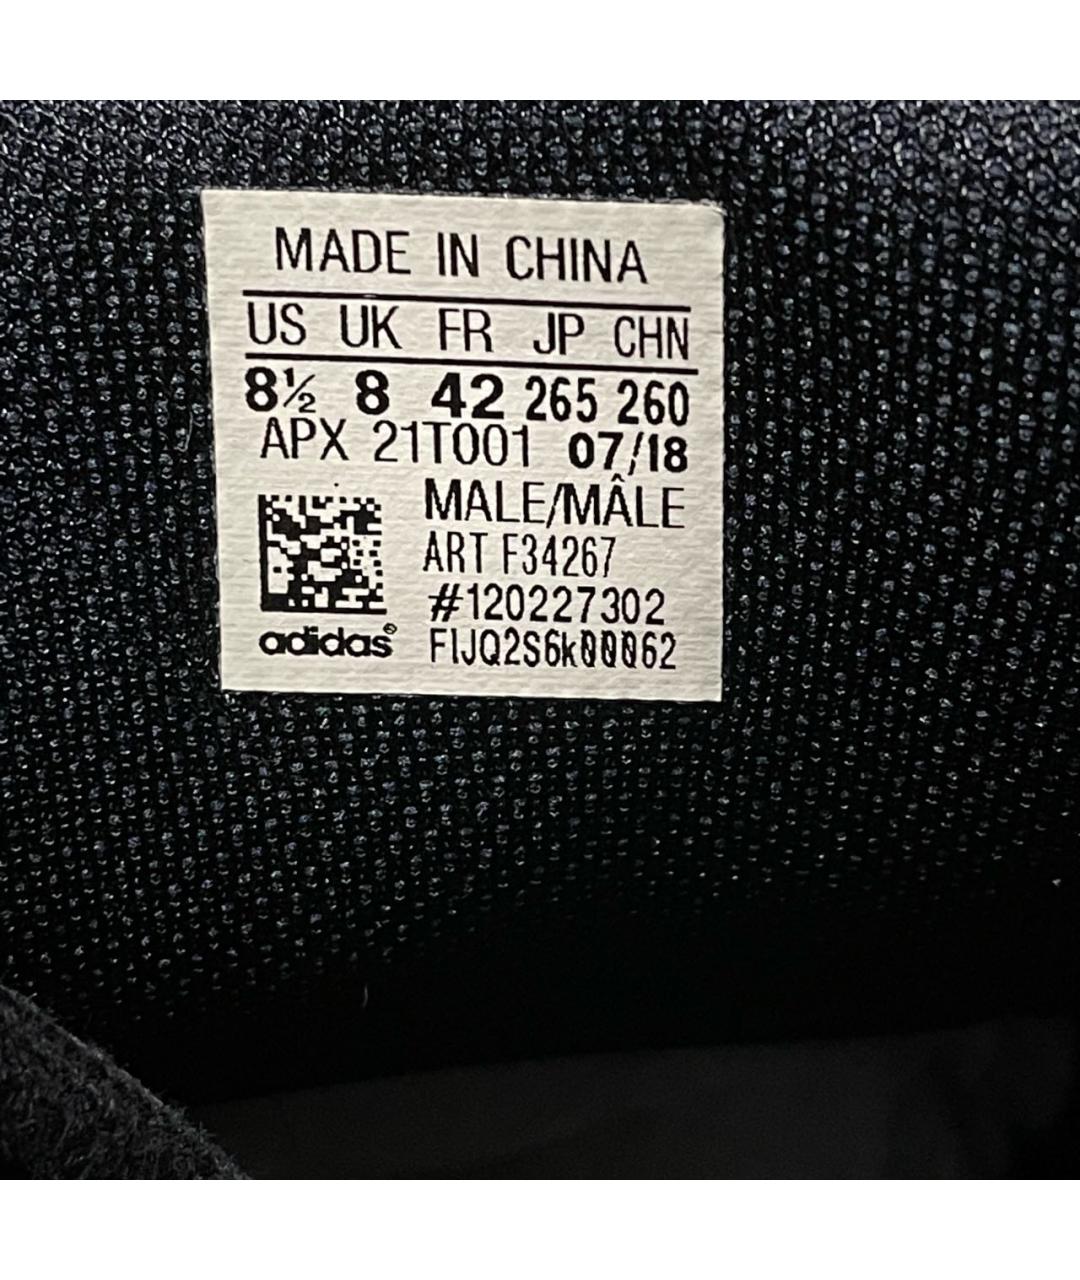 MADE IN CHINA
US UK FR JP CHN
8½ 8 42 265 260
APX 21T001 07/18
MALE/MÂLE
ART F34267
#120227302
adidas® FIJQ2S6k00062